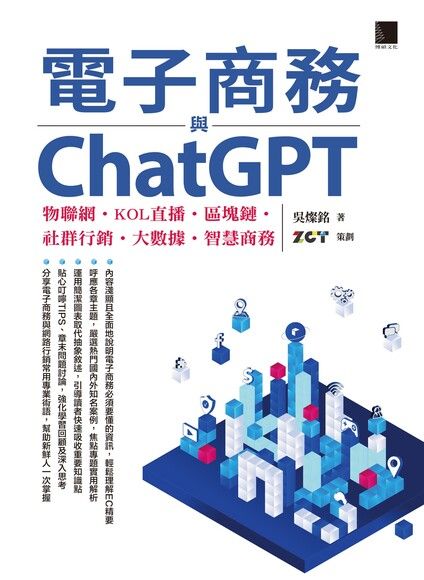 博碩文化
電子商務
與
ChatGPT
物聯網・KOL直播・區塊鏈・
社群行銷・大數據・智慧商務
吳燦銘 著
ZCT 策劃
內容淺顯且全面地說明電子商務必須要懂的資訊，輕鬆理解EC精要
呼應各章主題，嚴選熱門國內外知名案例，焦點專題實用解析
運用簡潔圖表取代抽象敘述，引導讀者快速吸收重要知識點
貼心叮嚀TIPS、章末問題討論，強化學習回顧及深入思考
分享電子商務與網路行銷常用專業術語，幫助新鮮人一次掌握